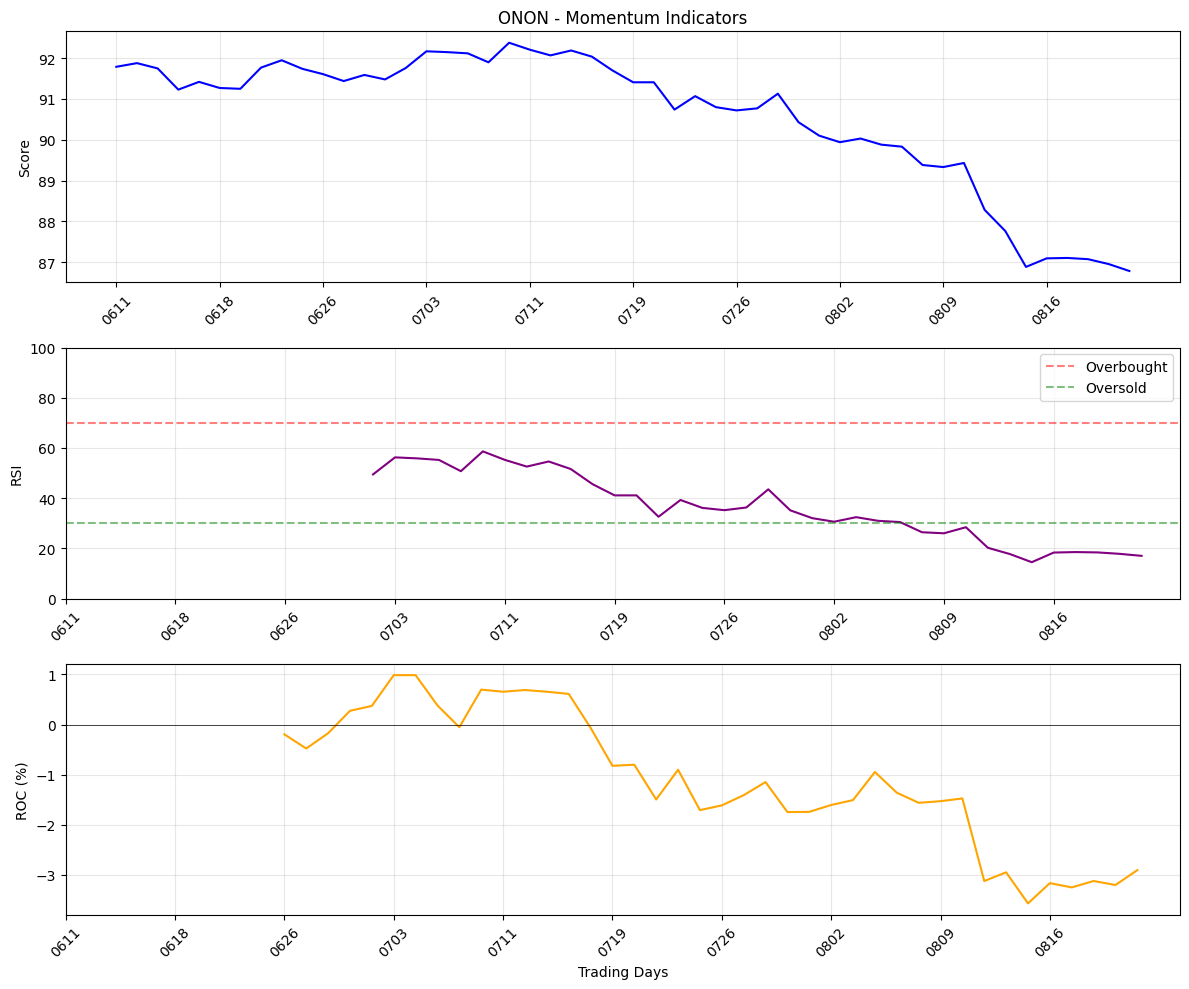 ONON - Momentum Indicators
Score
92
91
90
89
88
87
0611 0618 0626 0703 0711 0719 0726 0802 0809 0816
RSI
100
80
60
40
20
0
Overbought
Oversold
0611 0618 0626 0703 0711 0719 0726 0802 0809 0816
ROC (%)
1
0
−1
−2
−3
0611 0618 0626 0703 0711 0719 0726 0802 0809 0816
Trading Days